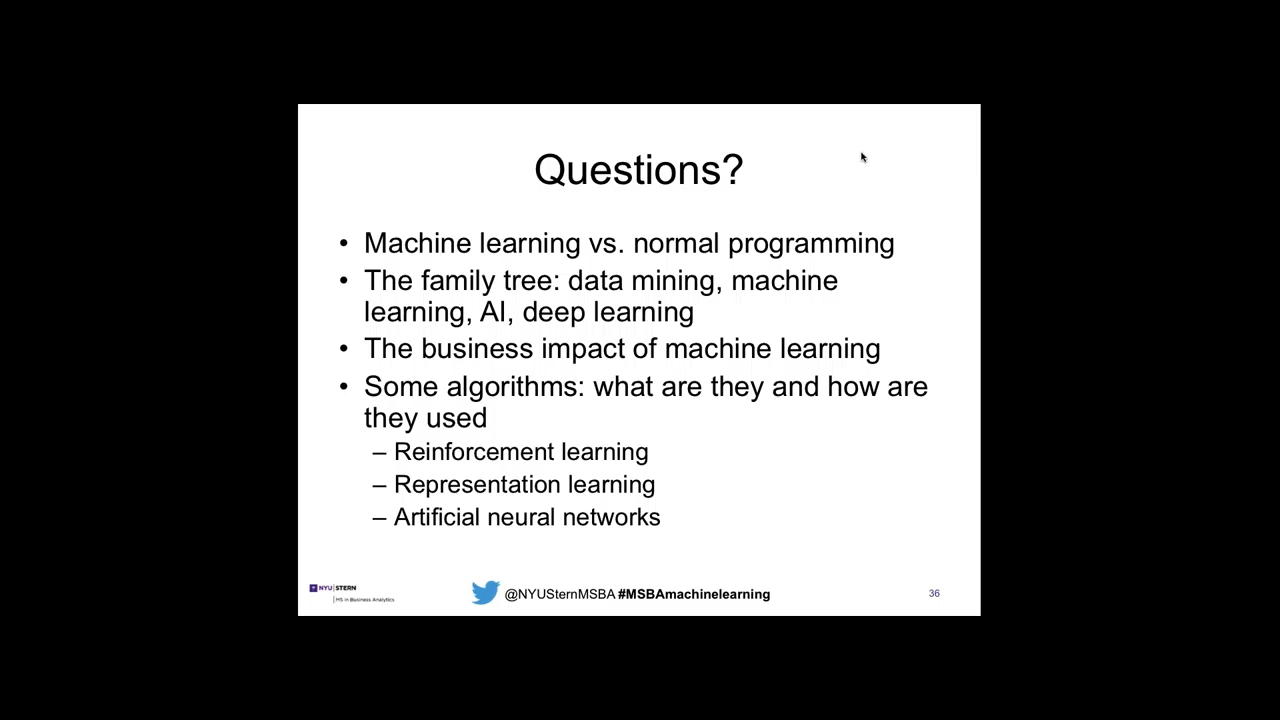 Questions?
• Machine learning vs. normal programming
• The family tree: data mining, machine
learning, AI, deep learning
• The business impact of machine learning
• Some algorithms: what are they and how are
they used
– Reinforcement learning
– Representation learning
– Artificial neural networks
NYU STERN
MS in Business Analytics
@NYUSternMSBA #MSBAmachinelearning
36